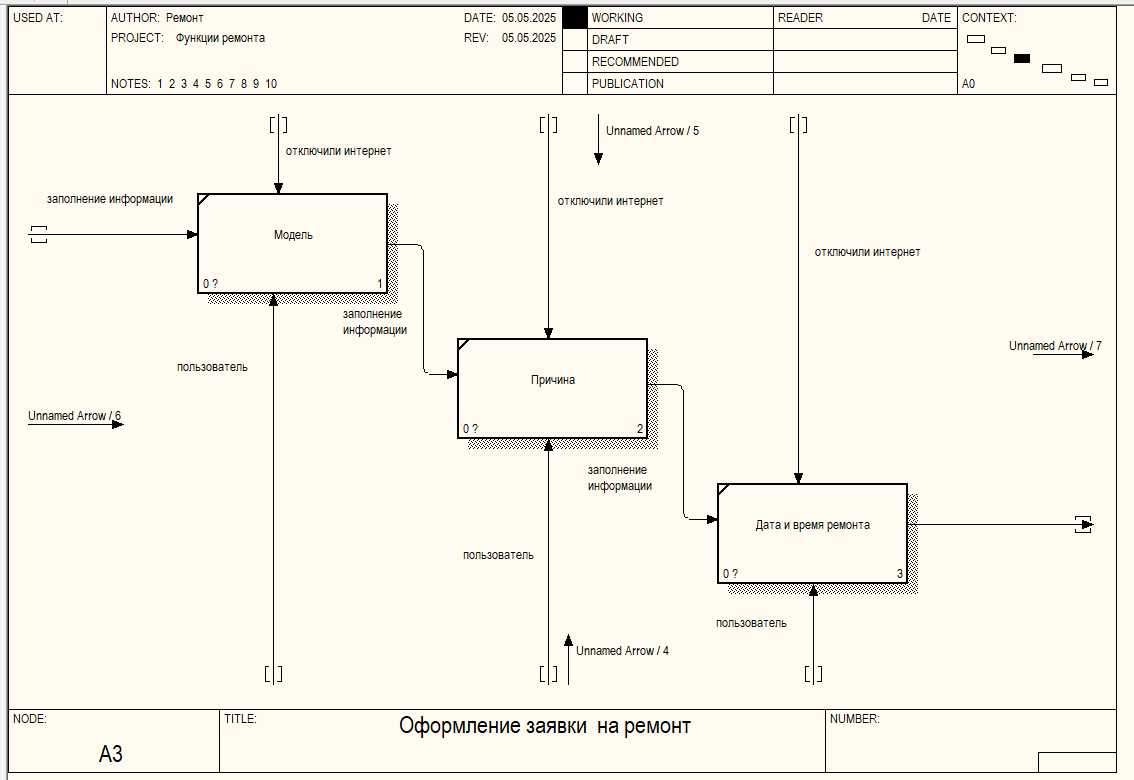 USED AT:
AUTHOR: Ремонт
DATE: 05.05.2025
PROJECT: Функции ремонта
REV: 05.05.2025
NOTES: 1 2 3 4 5 6 7 8 9 10
WORKING
DRAFT
RECOMMENDED
PUBLICATION
READER
DATE
CONTEXT:
A0
Unnamed Arrow / 5
отключили интернет
заполнение информации
отключили интернет
Модель
0 ?
1
отключили интернет
заполнение
информации
Unnamed Arrow / 7
пользователь
Причина
0 ?
2
Unnamed Arrow / 6
заполнение
информации
Дата и время ремонта
0 ?
3
пользователь
пользователь
Unnamed Arrow / 4
NODE:
A3
TITLE:
Оформление заявки на ремонт
NUMBER: